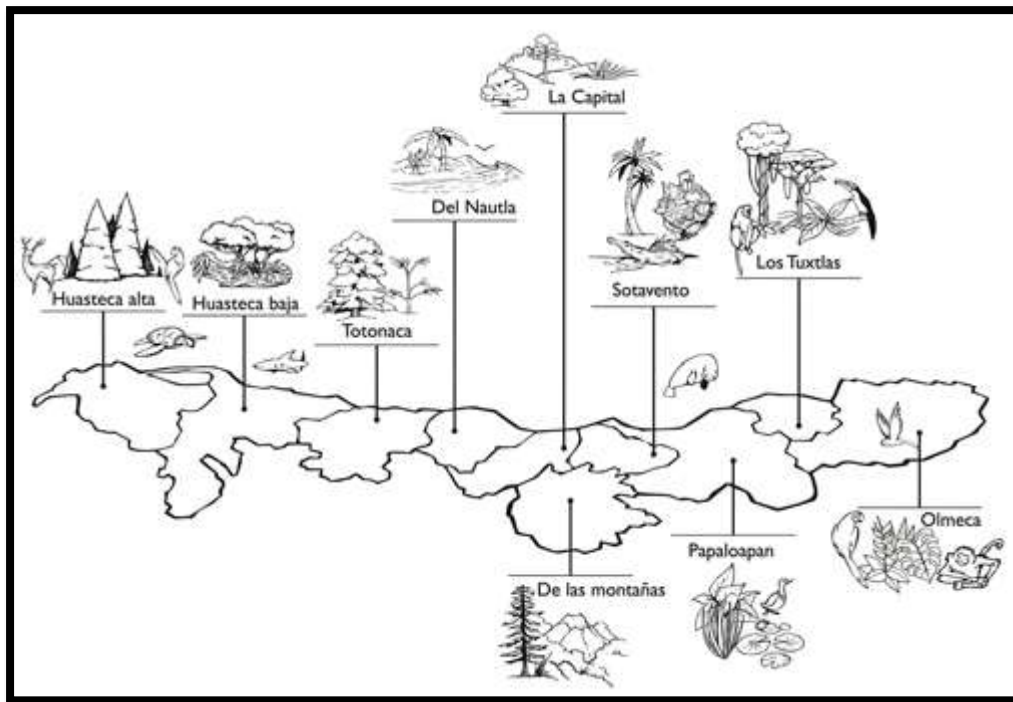 La Capital
Del Nautla
Los Tuxtlas
Huasteca alta
Huasteca baja
Sotavento
Totonaca
Olmeca
Papaloapan
De las montañas